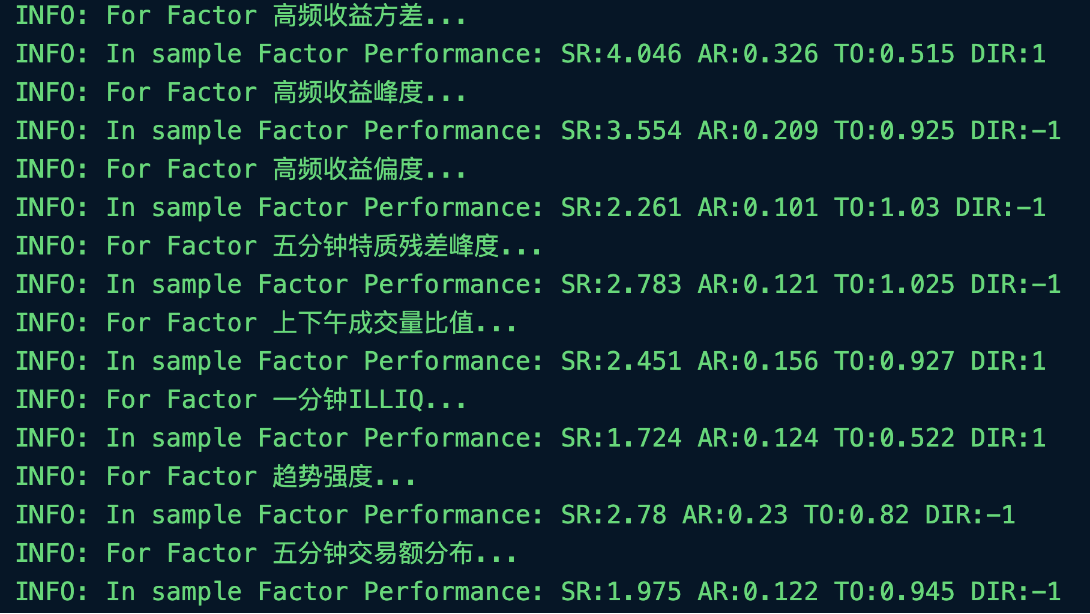 INFO: For Factor 高频收益方差...
INFO: In sample Factor Performance: SR:4.046 AR:0.326 TO:0.515 DIR:1
INFO: For Factor 高频收益峰度...
INFO: In sample Factor Performance: SR:3.554 AR:0.209 TO:0.925 DIR:-1
INFO: For Factor 高频收益偏度...
INFO: In sample Factor Performance: SR:2.261 AR:0.101 TO:1.03 DIR:-1
INFO: For Factor 五分钟特质残差峰度...
INFO: In sample Factor Performance: SR:2.783 AR:0.121 TO:1.025 DIR:-1
INFO: For Factor 上下午成交量比值...
INFO: In sample Factor Performance: SR:2.451 AR:0.156 TO:0.927 DIR:1
INFO: For Factor 一分钟ILLIQ...
INFO: In sample Factor Performance: SR:1.724 AR:0.124 TO:0.522 DIR:1
INFO: For Factor 趋势强度...
INFO: In sample Factor Performance: SR:2.78 AR:0.23 TO:0.82 DIR:-1
INFO: For Factor 五分钟交易额分布...
INFO: In sample Factor Performance: SR:1.975 AR:0.122 TO:0.945 DIR:-1